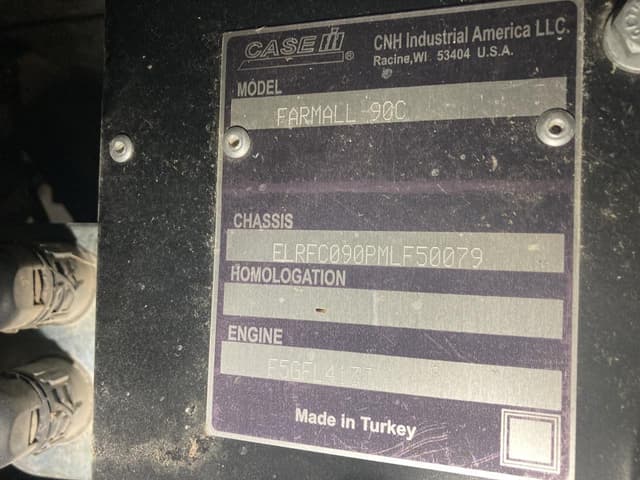 CASE IH ®
CNH Industrial America LLC.
Racine, WI 53404 U.S.A.
MODEL
FARMALL 90C
CHASSIS
ELRFC090PMLF50079
HOMOLOGATION
ENGINE
Made in Turkey